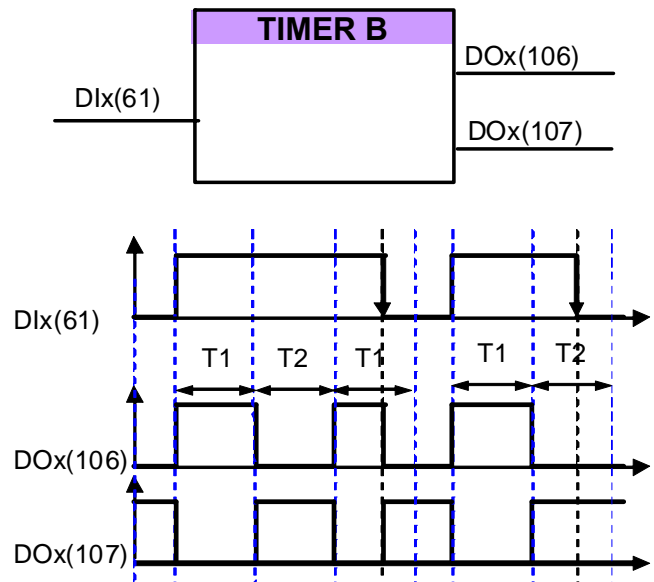 TIMER B
DIx(61)
DOx(106)
DOx(107)
DIx(61)
T1 T2 T1 T1 T2
DOx(106)
DOx(107)